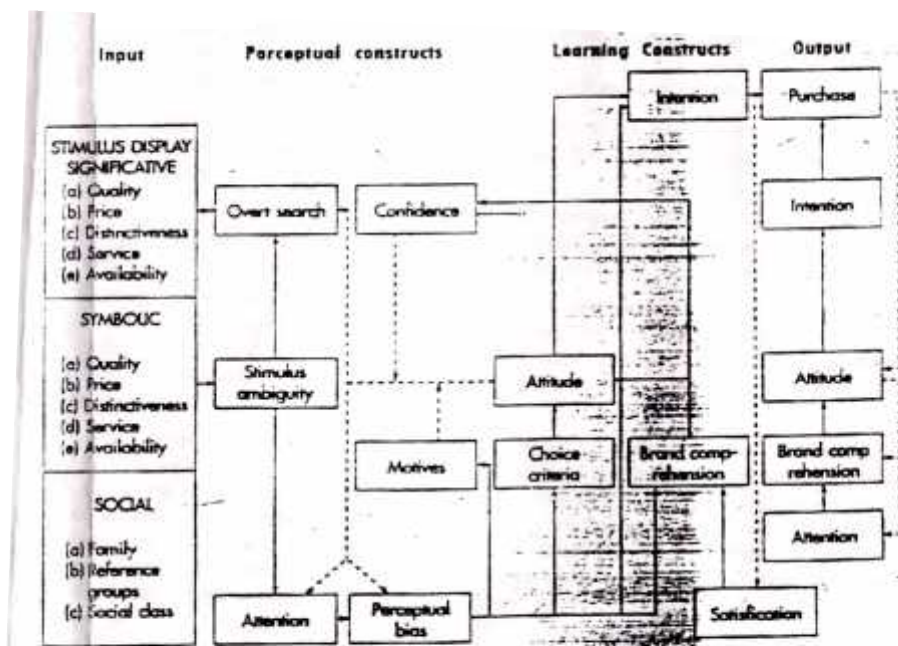 Input
Perceptual constructs
Learning Constructs
Output
Intention
Purchase
STIMULUS DISPLAY
SIGNIFICATIVE
(a) Quality
(b) Price
(c) Distinctiveness
(d) Service
(e) Availability
Overt search
Confidence
Intention
SYMBOLIC
(a) Quality
(b) Price
(c) Distinctiveness
(d) Service
(e) Availability
Stimulus
ambiguity
Attitude
Attitude
Motives
Choice
criteria
Brand comp-
rehension
Brand comp
rehension
SOCIAL
(a) Family
(b) Reference
groups
(c) Social class
Attention
Attention
Perceptual
bias
Satisfication